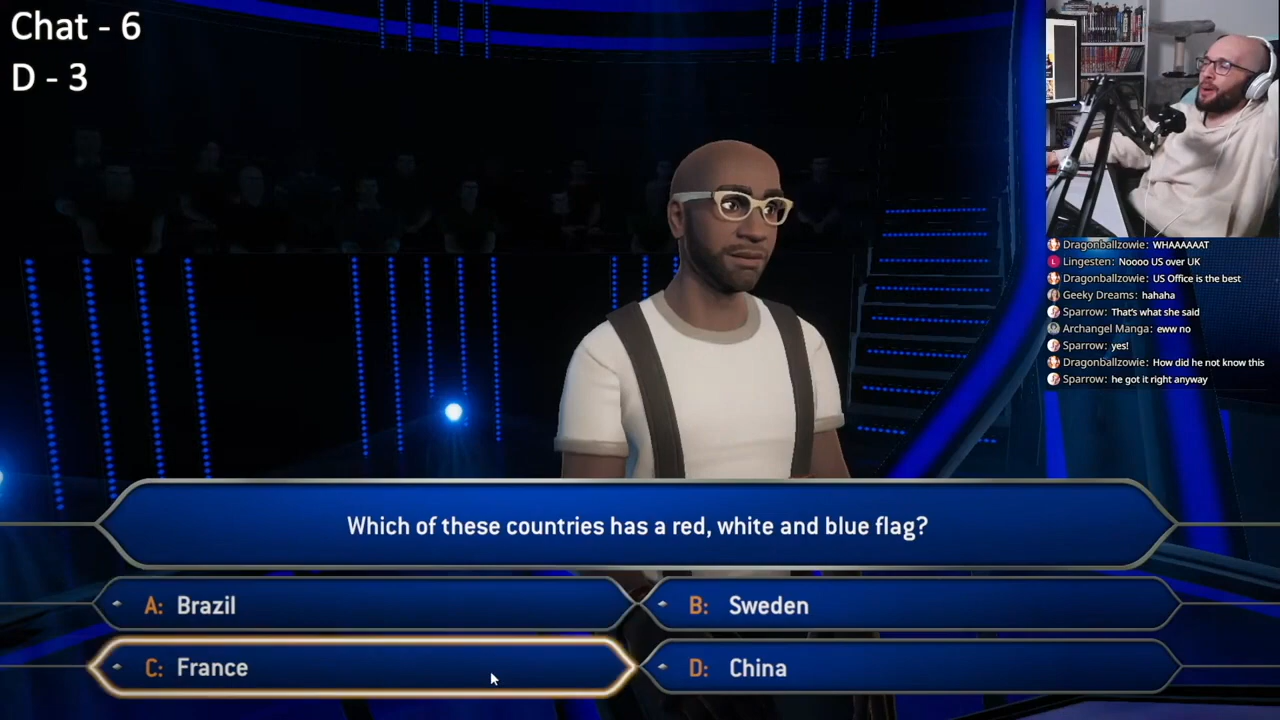 Chat - 6
D - 3
Dragonballzowie: WHAAAAAAT
Lingesten: Noooo US over UK
Dragonballzowie: US Office is the best
Geeky Dreams: hahaha
Sparrow: That's what she said
Archangel Manga: eww no
Sparrow: yes!
Dragonballzowie: How did he not know this
Sparrow: he got it right anyway
Which of these countries has a red, white and blue flag?
A: Brazil
B: Sweden
C: France
D: China